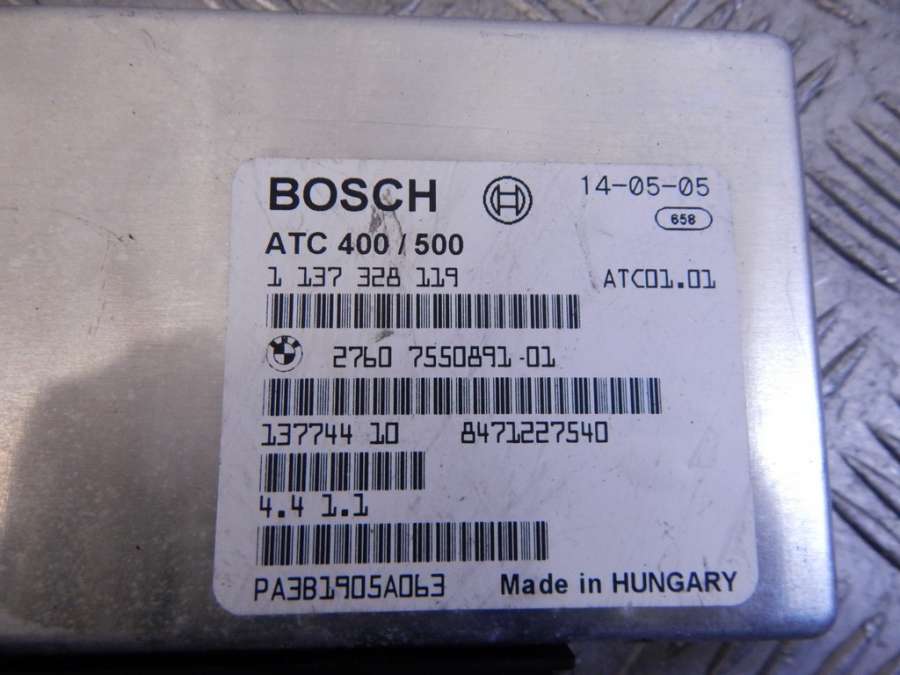 BOSCH 14-05-05
658
ATC 400 / 500
1 137 328 119 ATC01.01
2760 7550891-01
137744 10 8471227540
4.4 1.1
PA3B1905A063 Made in HUNGARY